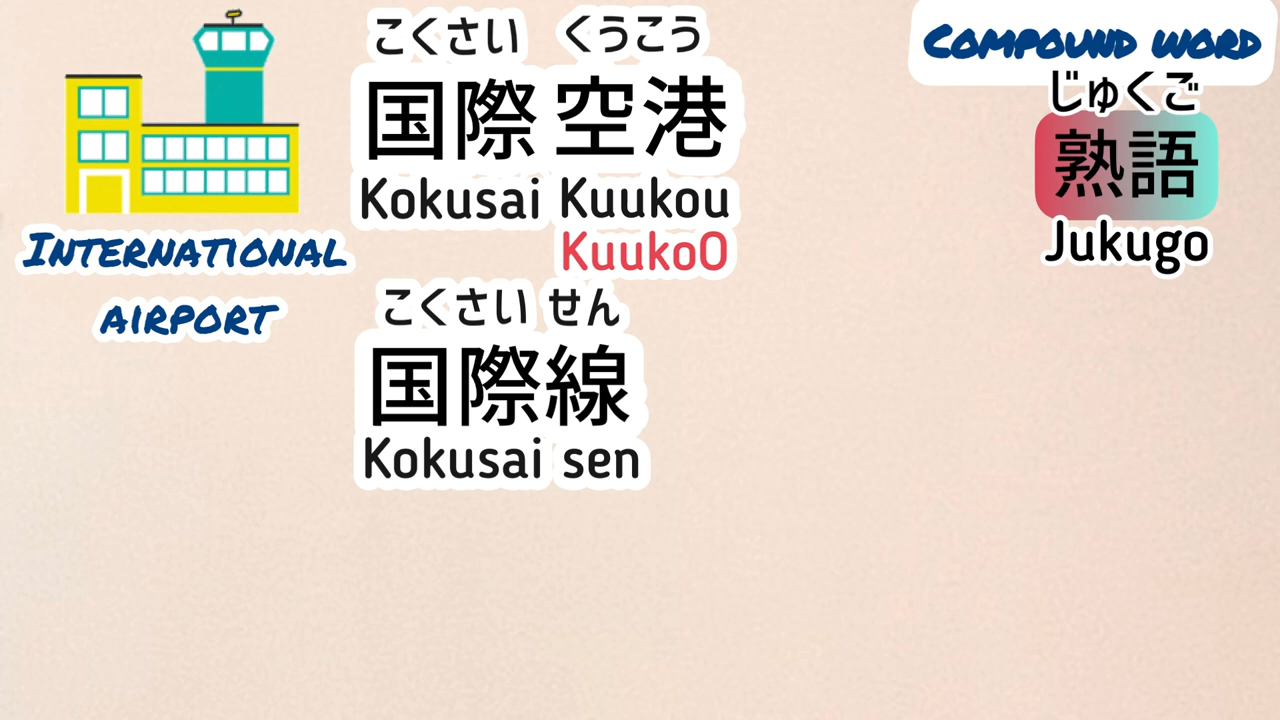 こくさい くうこう
国際空港
Kokusai Kuukou
KuukoO
INTERNATIONAL
AIRPORT
こくさい せん
国際線
Kokusai sen
COMPOUND WORD
じゅくご
熟語
Jukugo